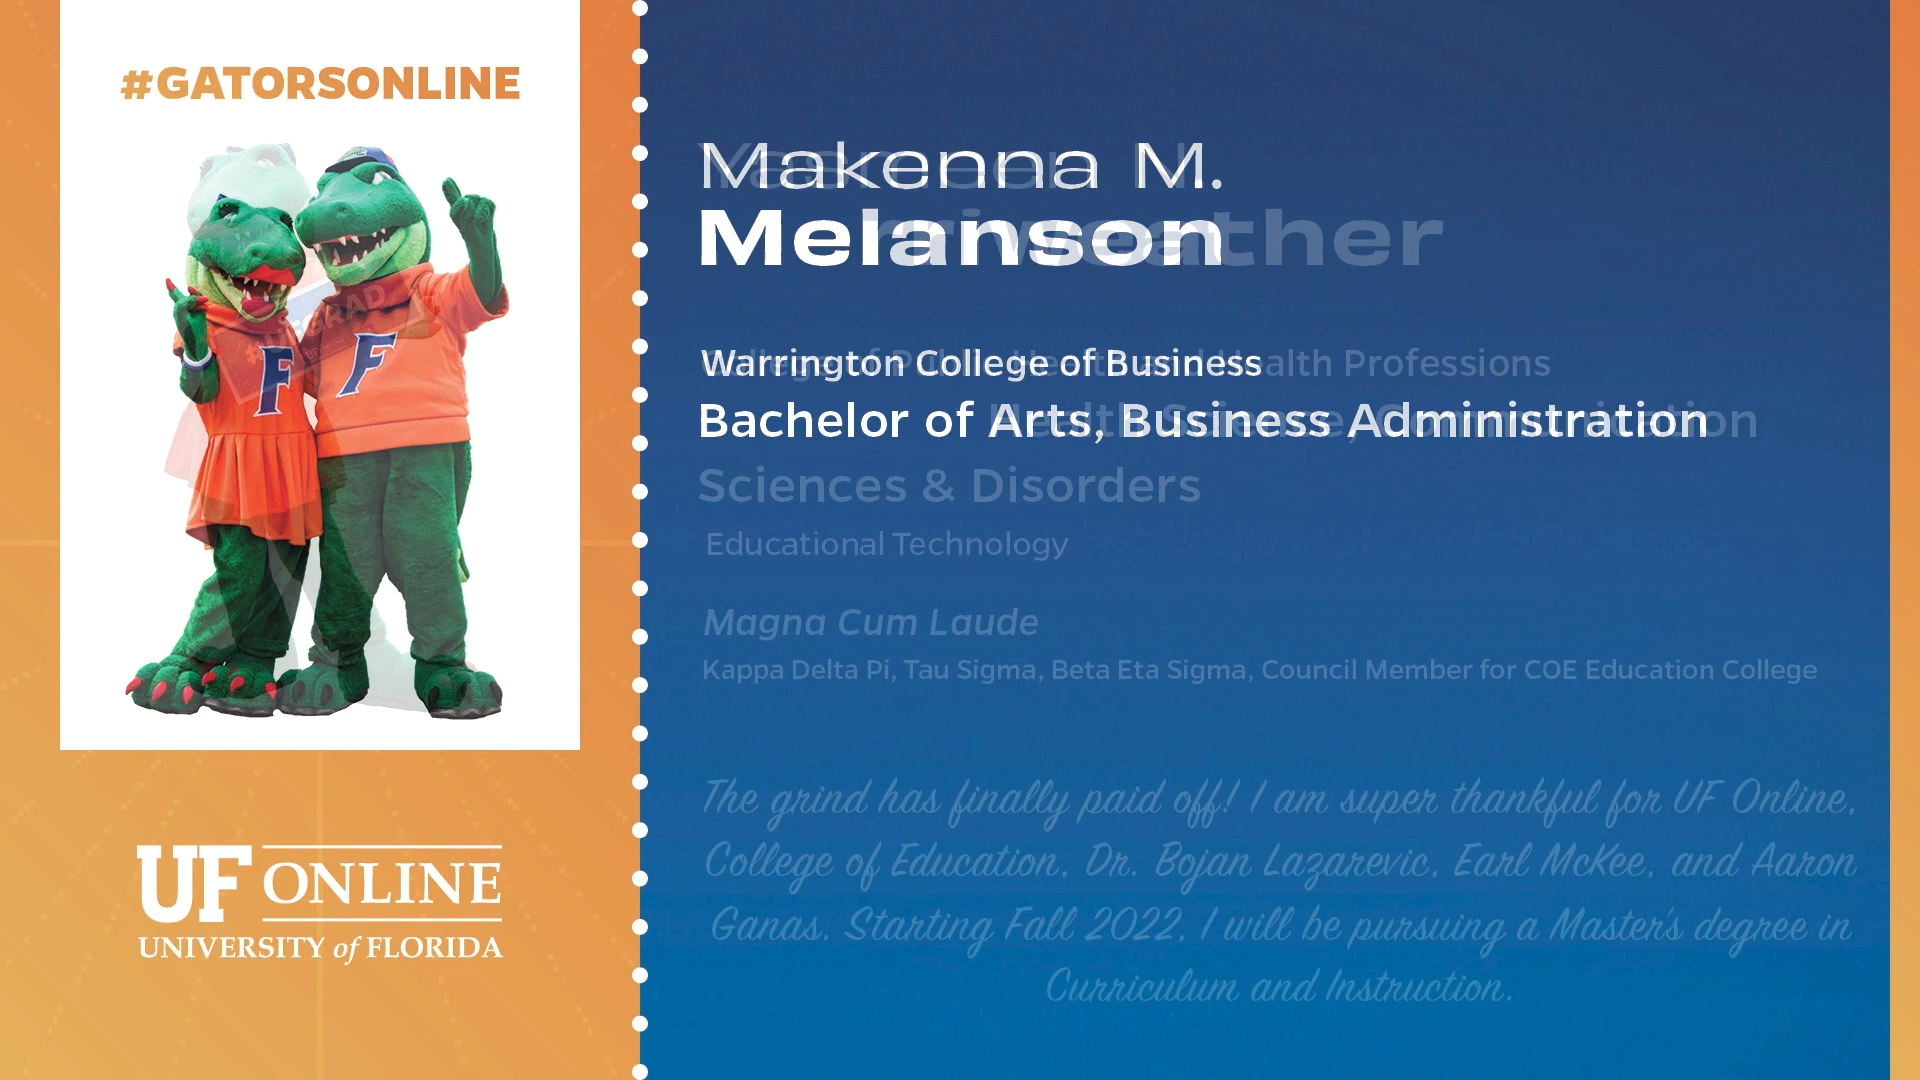 #GATORSONLINE
Makenna M.
Melanson
Warrington College of Business
Bachelor of Arts, Business Administration
Sciences & Disorders
Educational Technology
Magna Cum Laude
Kappa Delta Pi, Tau Sigma, Beta Eta Sigma, Council Member for COE Education College
The grind has finally paid off! I am super thankful for UF Online,
College of Education, Dr. Bojan Lazarevic, Earl McKee, and Aaron
Ganas. Starting Fall 2022, I will be pursuing a Master's degree in
Curriculum and Instruction.
F F
UF ONLINE
UNIVERSITY of FLORIDA